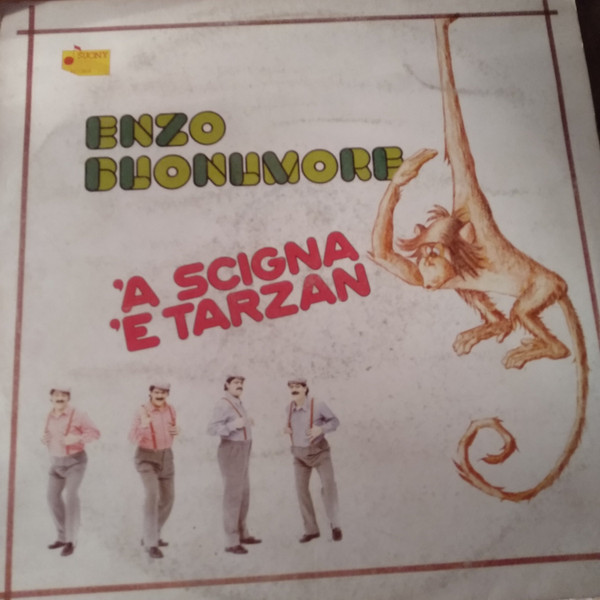 ENZO
BUONUMORE
'A SCIGNA
'E TARZAN